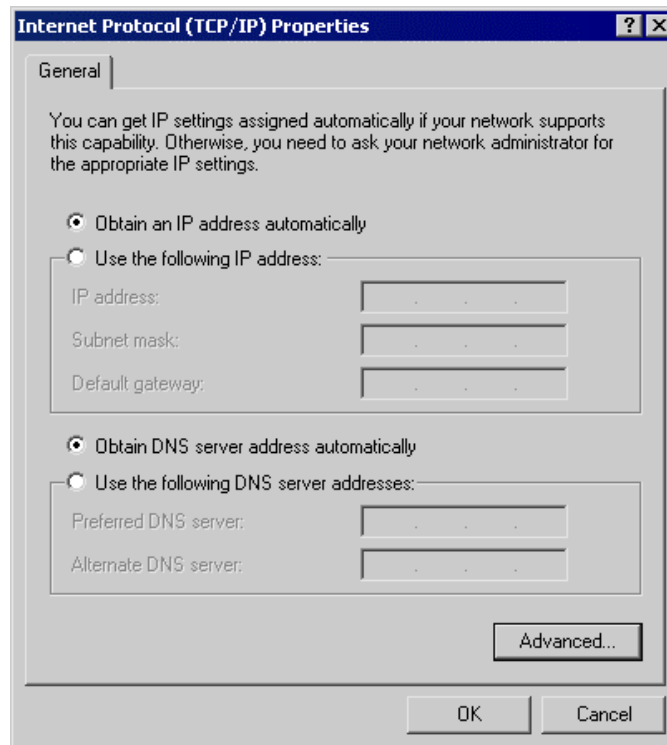 Internet Protocol (TCP/IP) Properties
General
You can get IP settings assigned automatically if your network supports
this capability. Otherwise, you need to ask your network administrator for
the appropriate IP settings.
Obtain an IP address automatically
Use the following IP address:
IP address:
Subnet mask:
Default gateway:
Obtain DNS server address automatically
Use the following DNS server addresses:
Preferred DNS server:
Alternate DNS server:
Advanced...
OK
Cancel